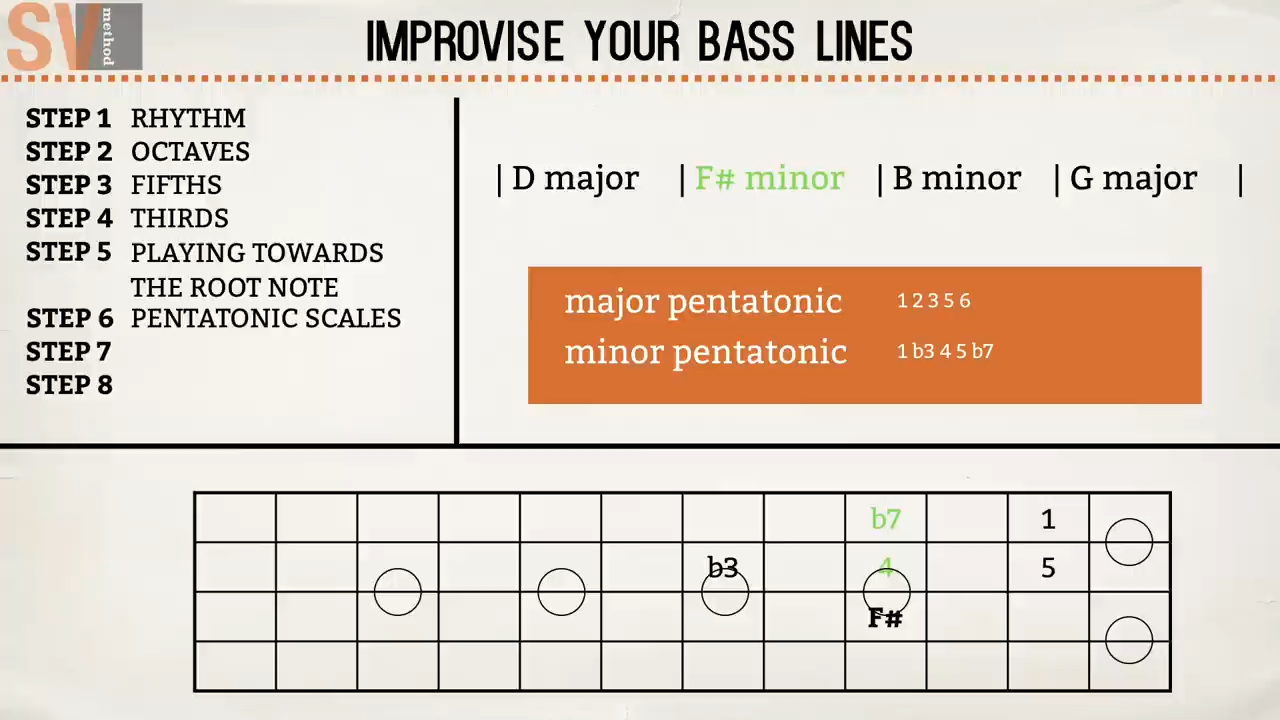 SV method
IMPROVISE YOUR BASS LINES
STEP 1 RHYTHM
STEP 2 OCTAVES
STEP 3 FIFTHS
STEP 4 THIRDS
STEP 5 PLAYING TOWARDS
THE ROOT NOTE
STEP 6 PENTATONIC SCALES
STEP 7
STEP 8
| D major | F# minor | B minor | G major |
major pentatonic 1 2 3 5 6
minor pentatonic 1 b3 4 5 b7
b7 1
b3 4 5
F#